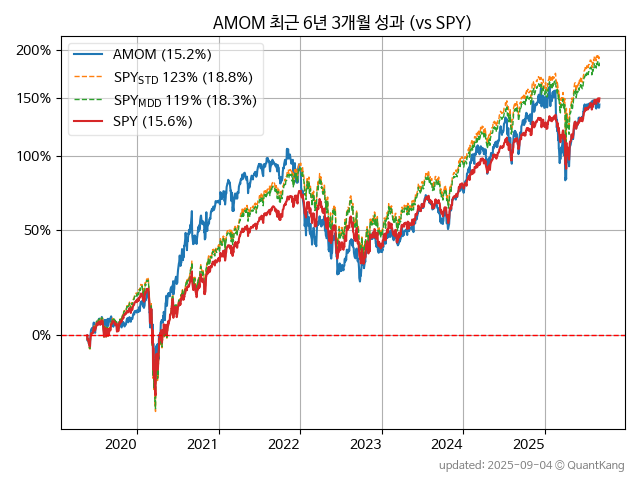 AMOM 최근 6년 3개월 성과 (vs SPY)
AMOM (15.2%)
SPYSTD 123% (18.8%)
SPYMDD 119% (18.3%)
SPY (15.6%)
200%
150%
100%
50%
0%
2020 2021 2022 2023 2024 2025
updated: 2025-09-04 © QuantKang